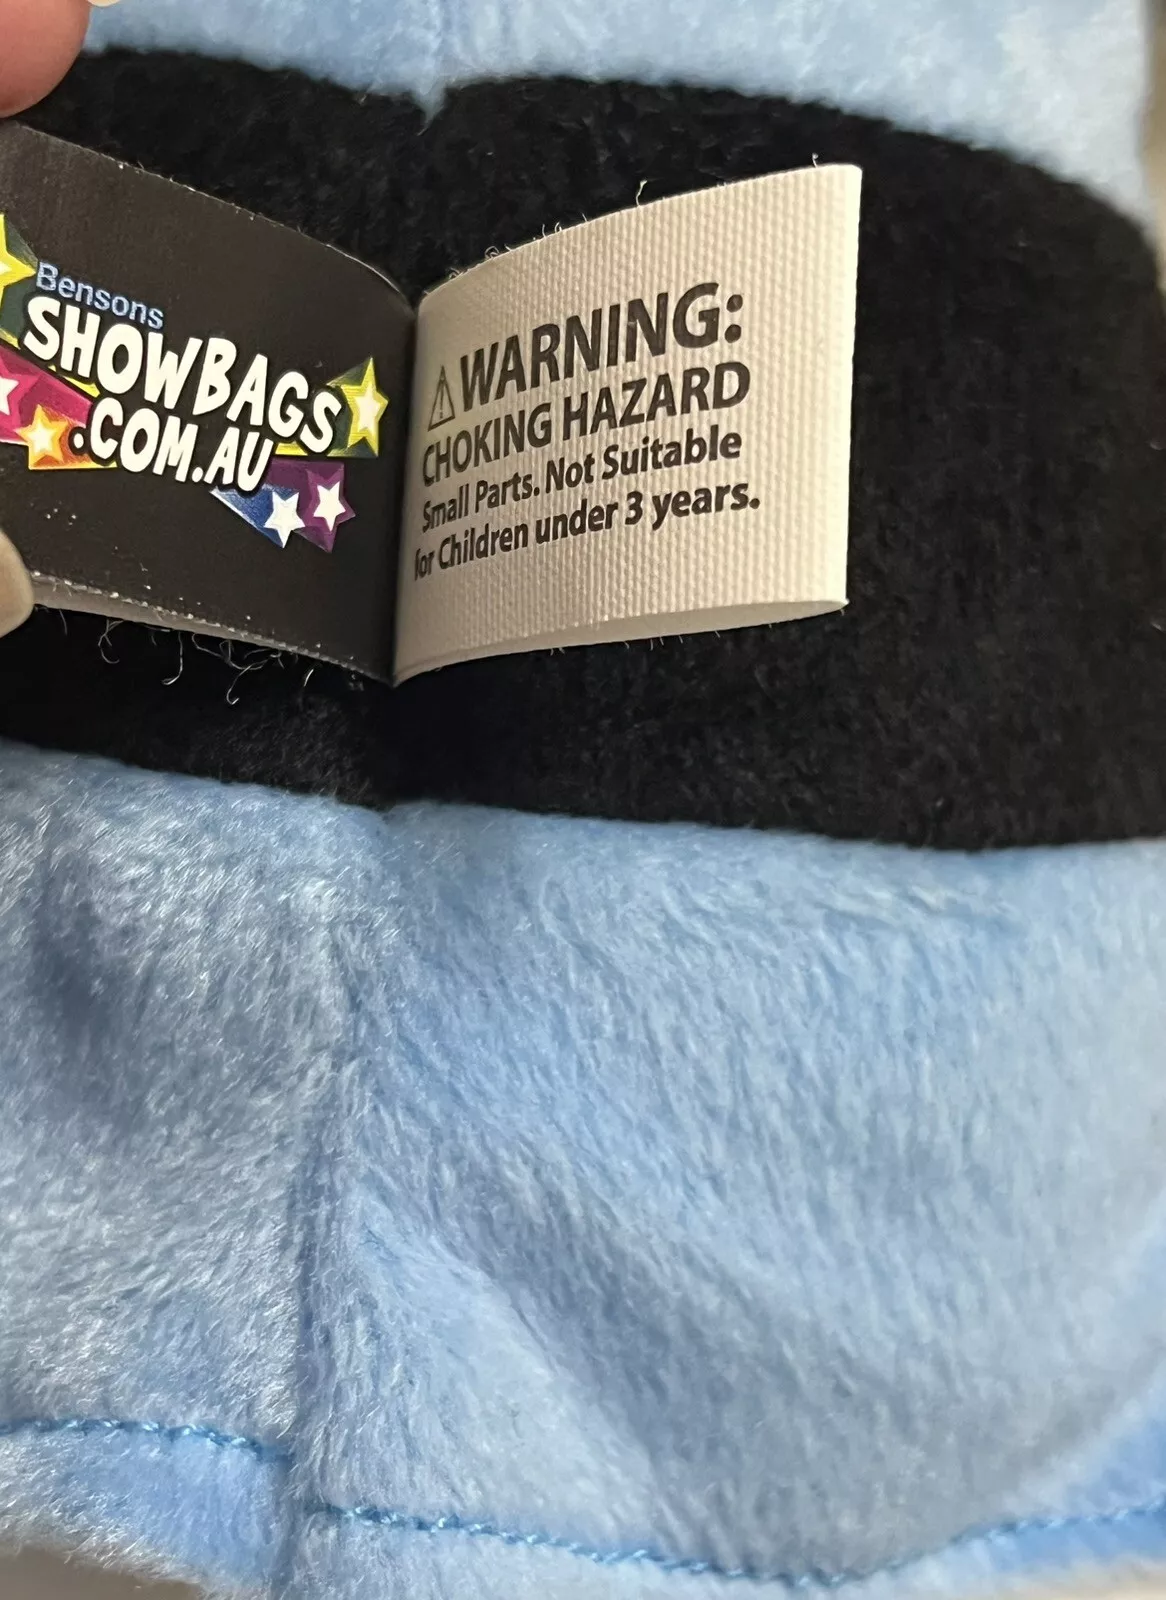 Bensons
SHOWBAGS
.COM.AU
⚠WARNING:
CHOKING HAZARD
Small Parts. Not Suitable
for Children under 3 years.